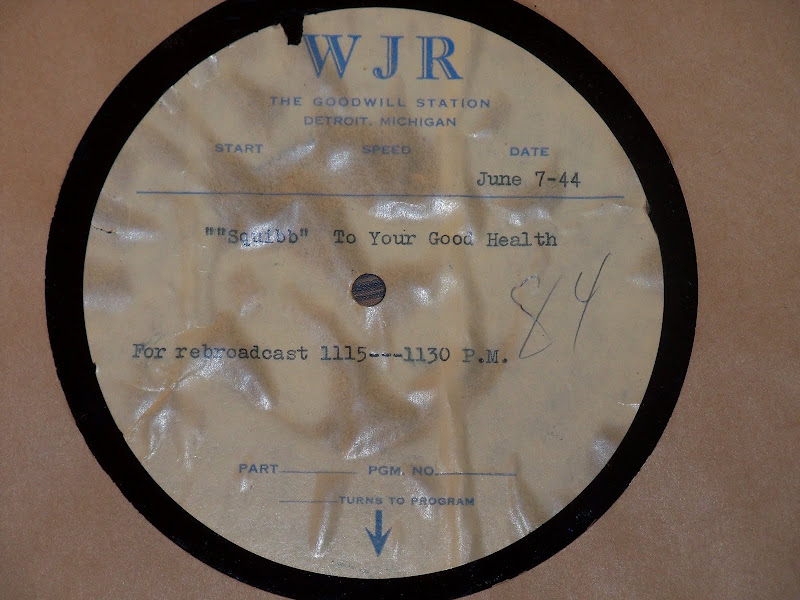 WJR
THE GOODWILL STATION
DETROIT, MICHIGAN
START SPEED DATE
June 7-44
""Squibb" To Your Good Health
84
For rebroadcast 1115---1130 P.M.
PART PGM. NO.
TURNS TO PROGRAM